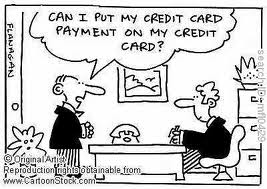 CAN I PUT MY CREDIT CARD
PAYMENT ON MY CREDIT
CARD?
FLANAGAN
© Original Artist
Reproduction rights obtainable from
www.CartoonStock.com